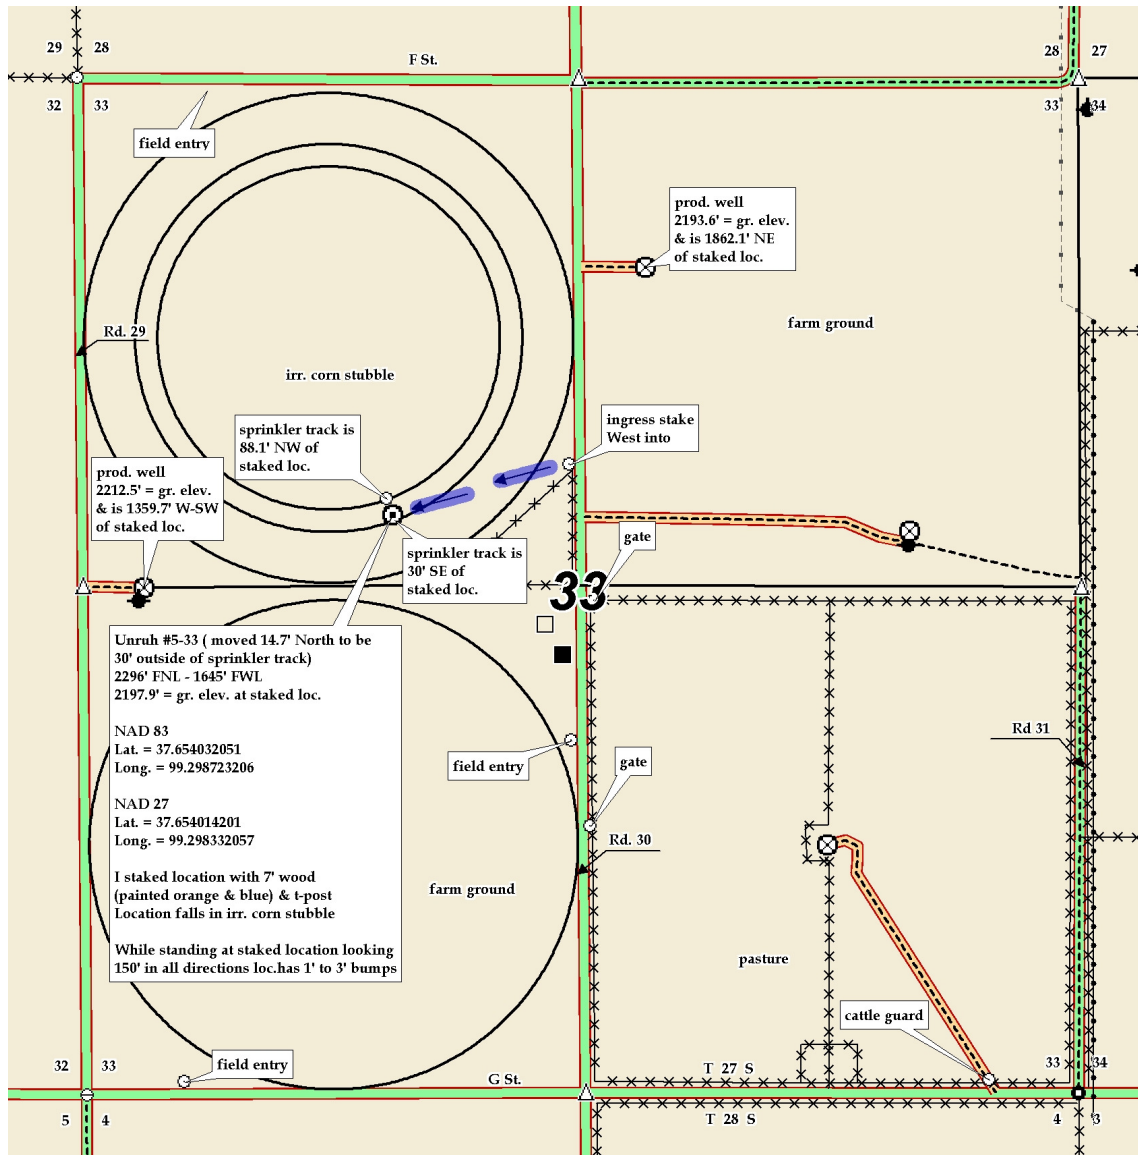 29 28
28 27
F St.
32 33
33 34
field entry
prod. well
2193.6' = gr. elev.
& is 1862.1' NE
of staked loc.
Rd. 29
farm ground
irr. corn stubble
sprinkler track is
88.1' NW of
staked loc.
ingress stake
West into
prod. well
2212.5' = gr. elev.
& is 1359.7' W-SW
of staked loc.
sprinkler track is
30' SE of
staked loc.
gate
33
Unruh #5-33 ( moved 14.7' North to be
30' outside of sprinkler track)
2296' FNL - 1645' FWL
2197.9' = gr. elev. at staked loc.
NAD 83
Lat. = 37.654032051
Long. = 99.298723206
NAD 27
Lat. = 37.654014201
Long. = 99.298332057
I staked location with 7' wood
(painted orange & blue) & t-post
Location falls in irr. corn stubble
While standing at staked location looking
150' in all directions loc.has 1' to 3' bumps
Rd 31
field entry
gate
Rd. 30
farm ground
pasture
cattle guard
field entry
32 33
33 34
G St.
T 27 S
T 28 S
5 4
4 3